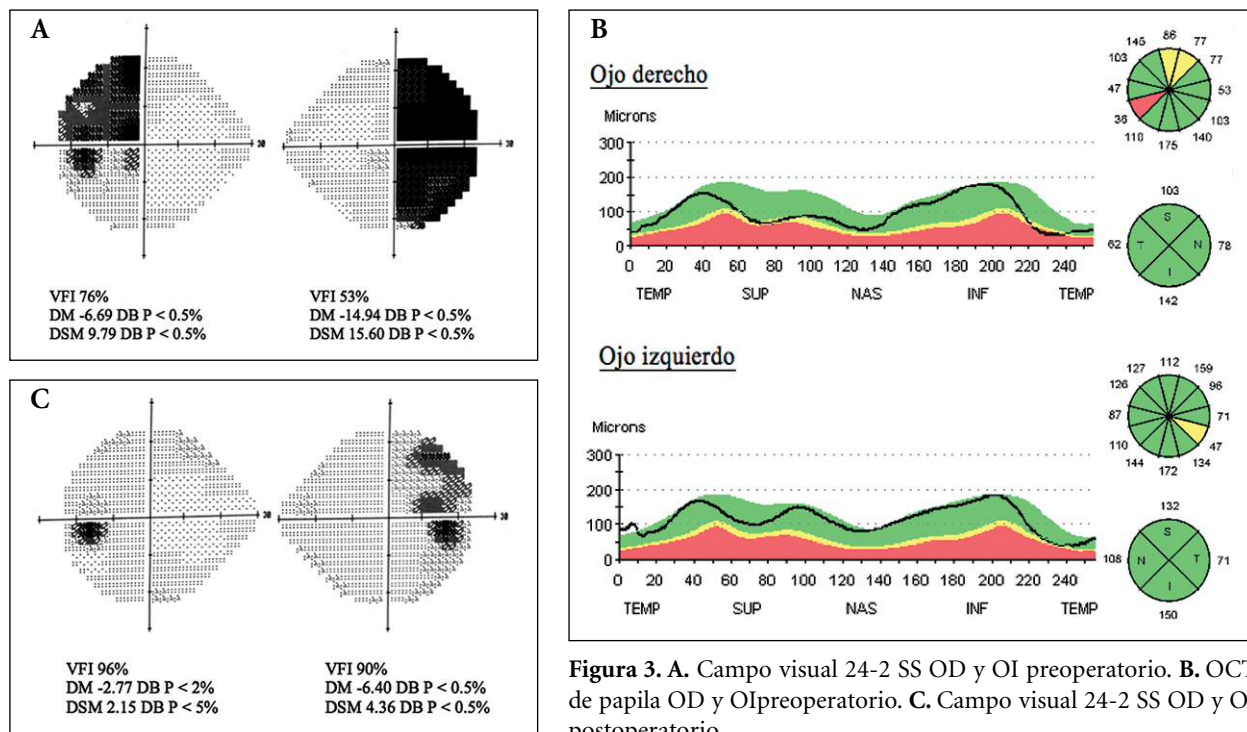 A
30
30
VFI 76%
DM -6.69 DB P < 0.5%
DSM 9.79 DB P < 0.5%
VFI 53%
DM -14.94 DB P < 0.5%
DSM 15.60 DB P < 0.5%
C
30
30
VFI 96%
DM -2.77 DB P < 2%
DSM 2.15 DB P < 5%
VFI 90%
DM -6.40 DB P < 0.5%
DSM 4.36 DB P < 0.5%
B
Ojo derecho
Microns
300
200
100
0
0 20 40 60 80 100 120 140 160 180 200 220 240
TEMP SUP NAS INF TEMP
86
145 77
103 77
47 53
36 103
110 140
175
103
S
62 T N 78
I
142
Ojo izquierdo
Microns
300
200
100
0
0 20 40 60 80 100 120 140 160 180 200 220 240
TEMP SUP NAS INF TEMP
112
127 159
126 96
87 71
110 47
144 134
172
132
S
108 N T 71
I
150
Figura 3. A. Campo visual 24-2 SS OD y OI preoperatorio. B. OCT
de papila OD y OIpreoperatorio. C. Campo visual 24-2 SS OD y O
postoperatorio